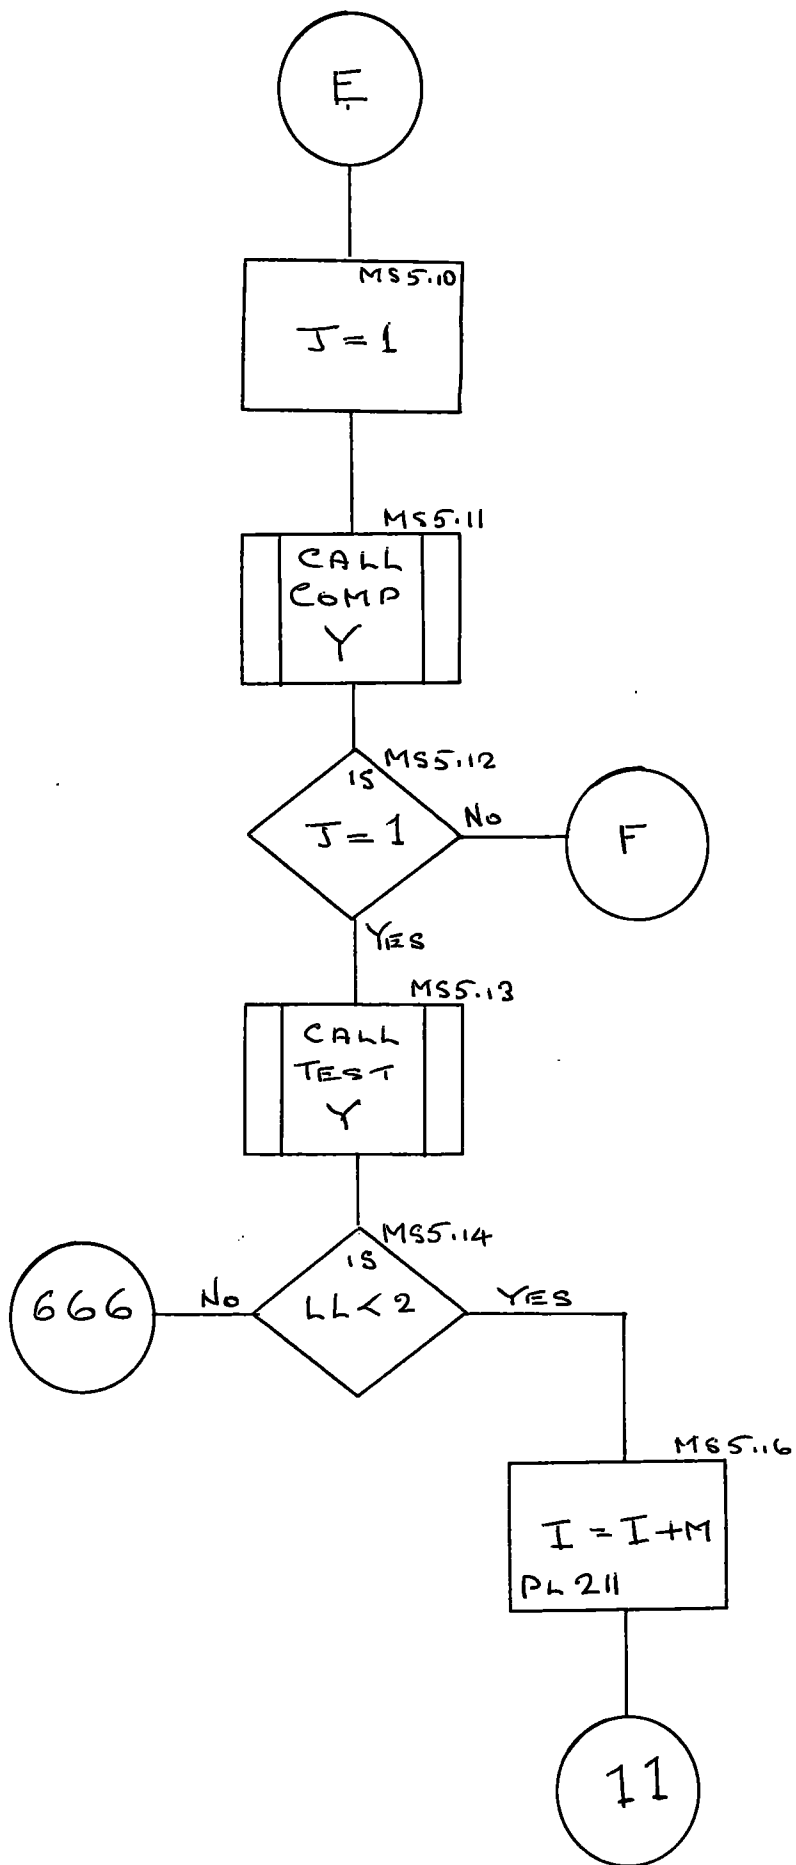 E
MS5.10
J = 1
MS5.11
CALL
COMP
Y
MS5.12
IS
J = 1
NO
F
YES
MS5.13
CALL
TEST
Y
MS5.14
IS
666
NO
LL < 2
YES
MS5.16
I = I+M
PL 211
11